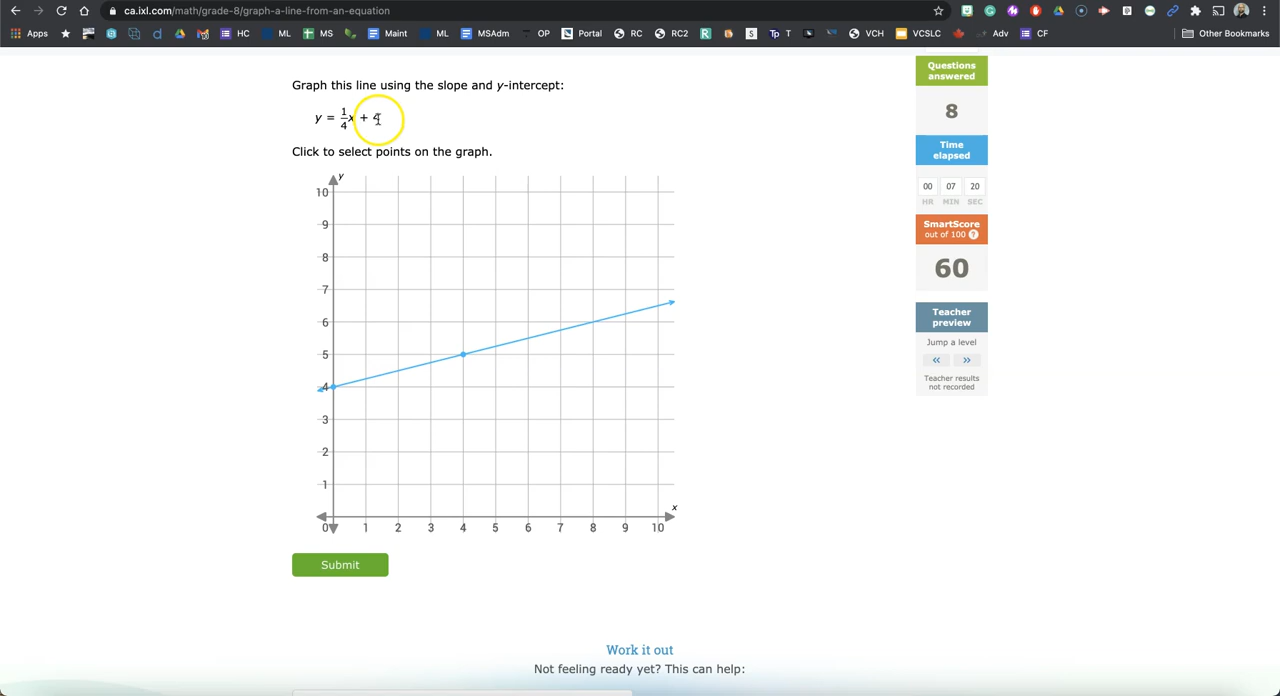 ca.ixl.com/math/grade-8/graph-a-line-from-an-equation
Apps HC ML MS Maint ML MSAdm OP Portal RC RC2 R S Tp T VCH VCSLC Adv CF Other Bookmarks
Graph this line using the slope and y-intercept:
y = 1/4 x + 4
Click to select points on the graph.
y
10
9
8
7
6
5
4
3
2
1
x
0 1 2 3 4 5 6 7 8 9 10
Submit
Work it out
Not feeling ready yet? This can help:
Questions
answered
8
Time
elapsed
00 07 20
HR MIN SEC
SmartScore
out of 100 ?
60
Teacher
preview
Jump a level
Teacher results
not recorded